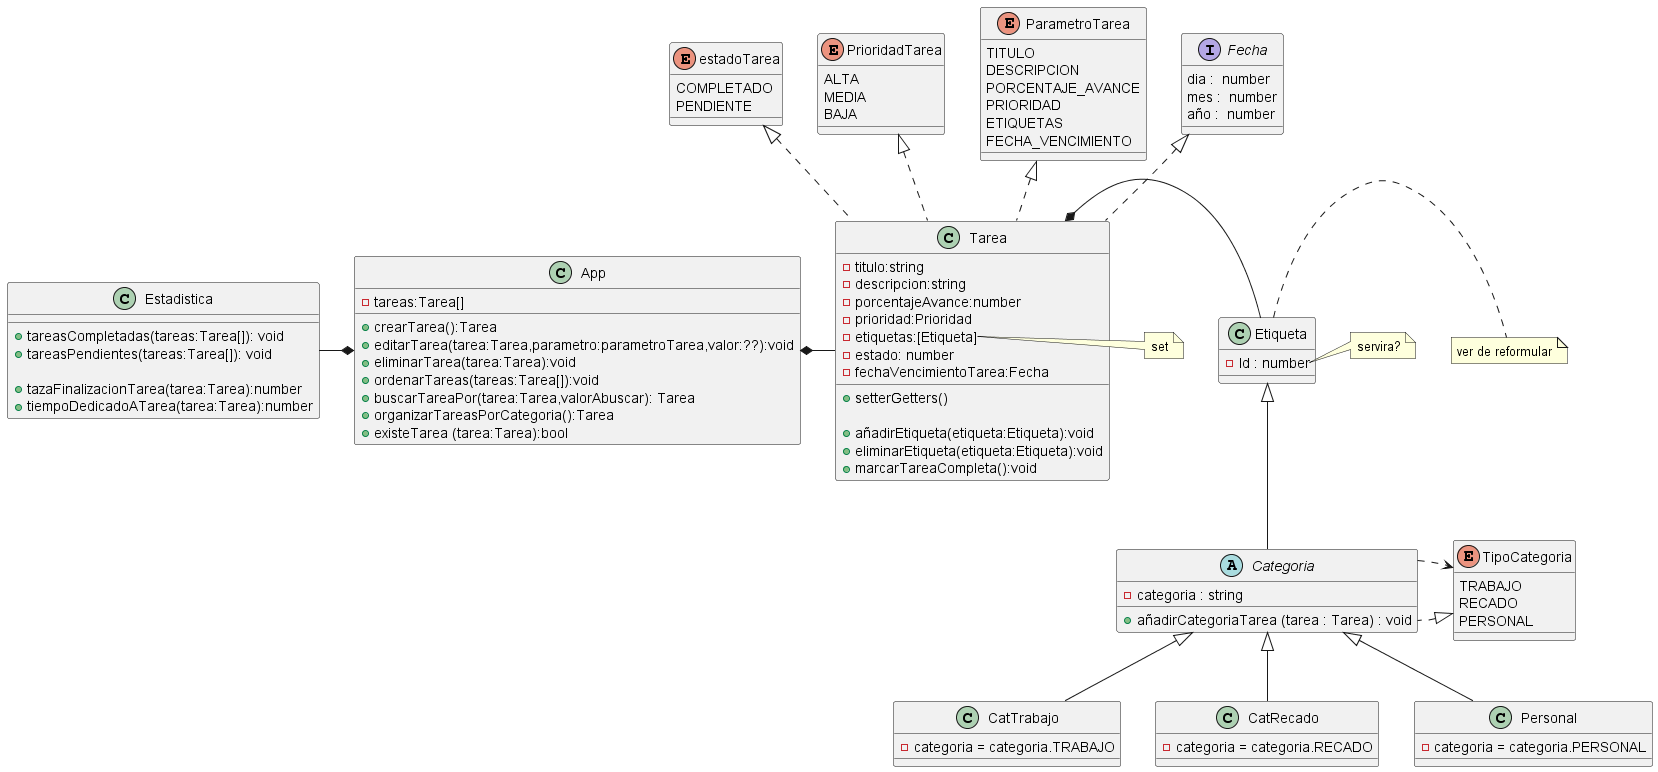 E estadoTarea
COMPLETADO
PENDIENTE
E PrioridadTarea
ALTA
MEDIA
BAJA
E ParametroTarea
TITULO
DESCRIPCION
PORCENTAJE_AVANCE
PRIORIDAD
ETIQUETAS
FECHA_VENCIMIENTO
I Fecha
dia : number
mes : number
año : number
C Estadistica
tareasCompletadas(tareas:Tarea[]): void
tareasPendientes(tareas:Tarea[]): void
tazaFinalizacionTarea(tarea:Tarea):number
tiempoDedicadoATarea(tarea:Tarea):number
C App
tareas:Tarea[]
crearTarea():Tarea
editarTarea(tarea:Tarea,parametro:parametroTarea,valor:??):void
eliminarTarea(tarea:Tarea):void
ordenarTareas(tareas:Tarea[]):void
buscarTareaPor(tarea:Tarea,valorAbuscar): Tarea
organizarTareasPorCategoria():Tarea
existeTarea (tarea:Tarea):bool
C Tarea
titulo:string
descripcion:string
porcentajeAvance:number
prioridad:Prioridad
etiquetas:[Etiqueta]
estado: number
fechaVencimientoTarea:Fecha
setterGetters()
añadirEtiqueta(etiqueta:Etiqueta):void
eliminarEtiqueta(etiqueta:Etiqueta):void
marcarTareaCompleta():void
set
C Etiqueta
Id : number
servira?
ver de reformular
A Categoria
categoria : string
añadirCategoriaTarea (tarea : Tarea) : void
E TipoCategoria
TRABAJO
RECADO
PERSONAL
C CatTrabajo
categoria = categoria.TRABAJO
C CatRecado
categoria = categoria.RECADO
C Personal
categoria = categoria.PERSONAL